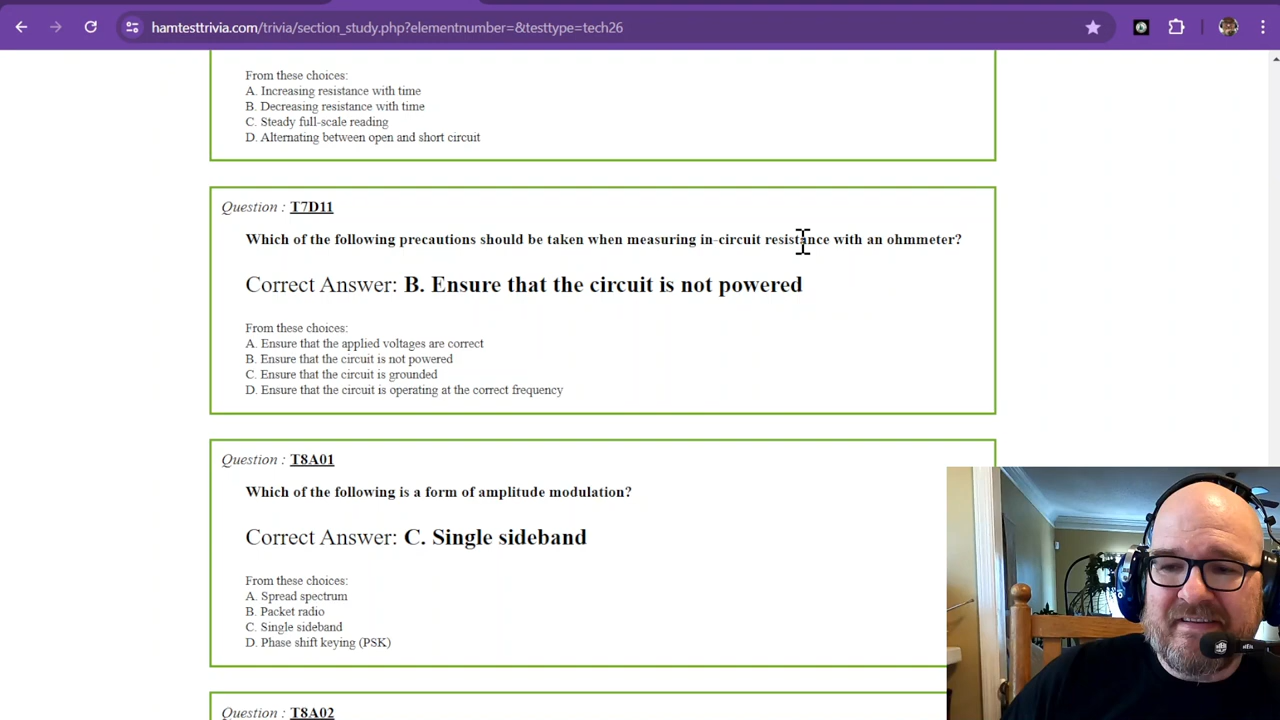 hamtesttrivia.com/trivia/section_study.php?elementnumber=&testtype=tech26
From these choices:
A. Increasing resistance with time
B. Decreasing resistance with time
C. Steady full-scale reading
D. Alternating between open and short circuit
Question : T7D11
Which of the following precautions should be taken when measuring in-circuit resistance with an ohmmeter?
Correct Answer: B. Ensure that the circuit is not powered
From these choices:
A. Ensure that the applied voltages are correct
B. Ensure that the circuit is not powered
C. Ensure that the circuit is grounded
D. Ensure that the circuit is operating at the correct frequency
Question : T8A01
Which of the following is a form of amplitude modulation?
Correct Answer: C. Single sideband
From these choices:
A. Spread spectrum
B. Packet radio
C. Single sideband
D. Phase shift keying (PSK)
Question : T8A02